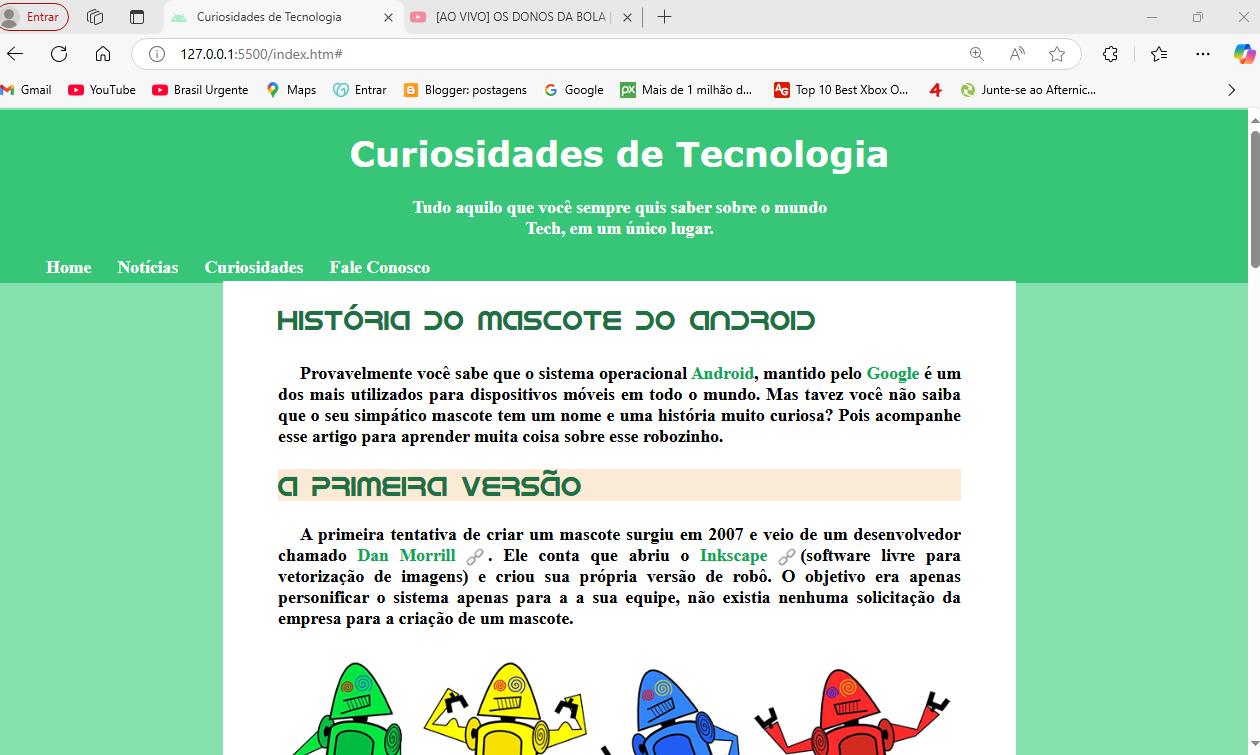 Entrar
Curiosidades de Tecnologia
[AO VIVO] OS DONOS DA BOLA |
127.0.0.1:5500/index.htm#
Gmail
YouTube
Brasil Urgente
Maps
Entrar
Blogger: postagens
Google
Mais de 1 milhão d...
Top 10 Best Xbox O...
Junte-se ao Afternic...
Curiosidades de Tecnologia
Tudo aquilo que você sempre quis saber sobre o mundo
Tech, em um único lugar.
Home Notícias Curiosidades Fale Conosco
História do Mascote do Android
Provavelmente você sabe que o sistema operacional Android, mantido pelo Google é um
dos mais utilizados para dispositivos móveis em todo o mundo. Mas tavez você não saiba
que o seu simpático mascote tem um nome e uma história muito curiosa? Pois acompanhe
esse artigo para aprender muita coisa sobre esse robozinho.
A Primeira Versão
A primeira tentativa de criar um mascote surgiu em 2007 e veio de um desenvolvedor
chamado Dan Morrill . Ele conta que abriu o Inkscape (software livre para
vetorização de imagens) e criou sua própria versão de robô. O objetivo era apenas
personificar o sistema apenas para a a sua equipe, não existia nenhuma solicitação da
empresa para a criação de um mascote.